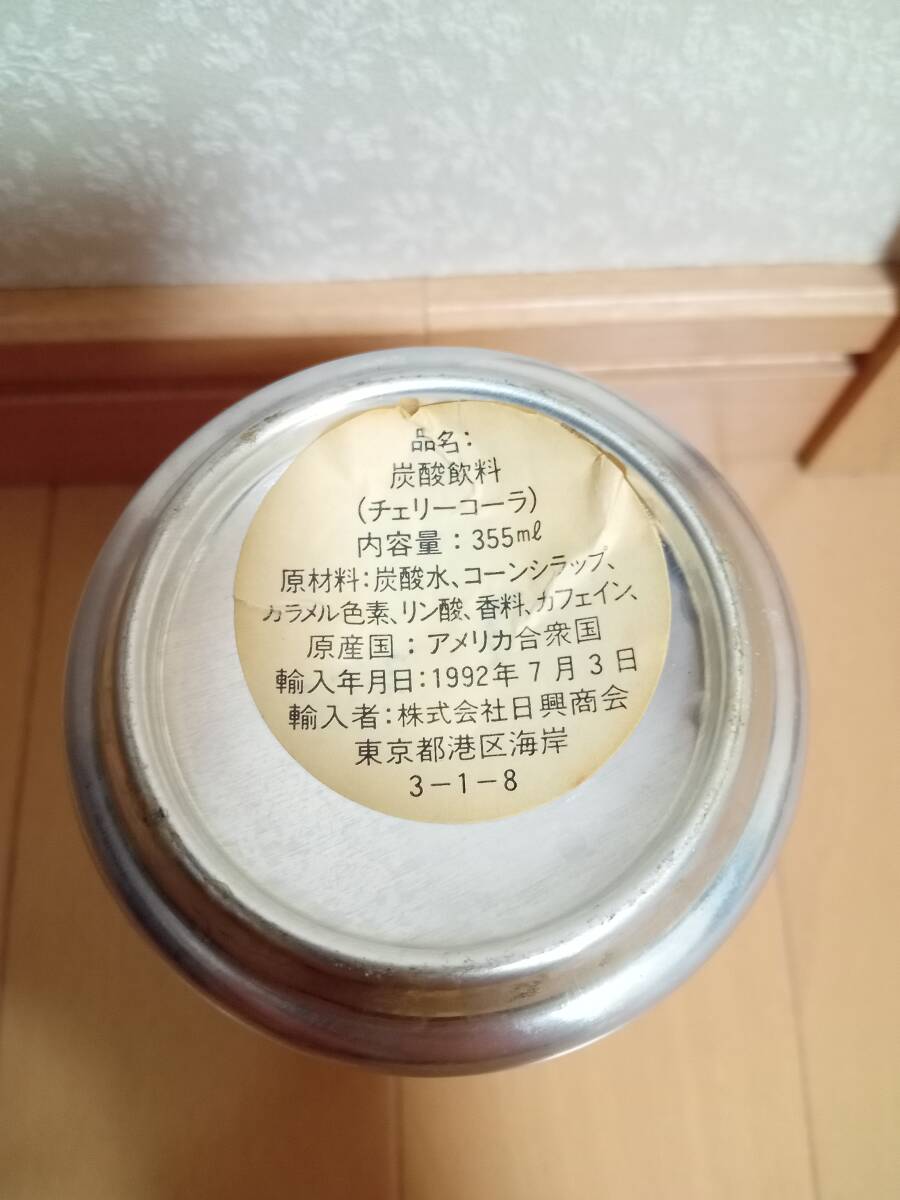 品名:
炭酸飲料
(チェリーコーラ)
内容量：355ml
原材料:炭酸水、コーンシラップ、
カラメル色素、リン酸、香料、カフェイン、
原産国：アメリカ合衆国
輸入年月日:1992年7月3日
輸入者:株式会社日興商会
東京都港区海岸
3-1-8